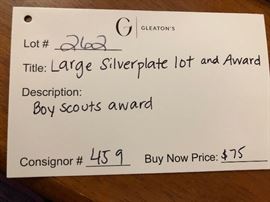 G GLEATON'S
Lot # 262
Title: Large Silverplate lot and Award
Description:
Boy scouts award
Consignor # 459 Buy Now Price: $75